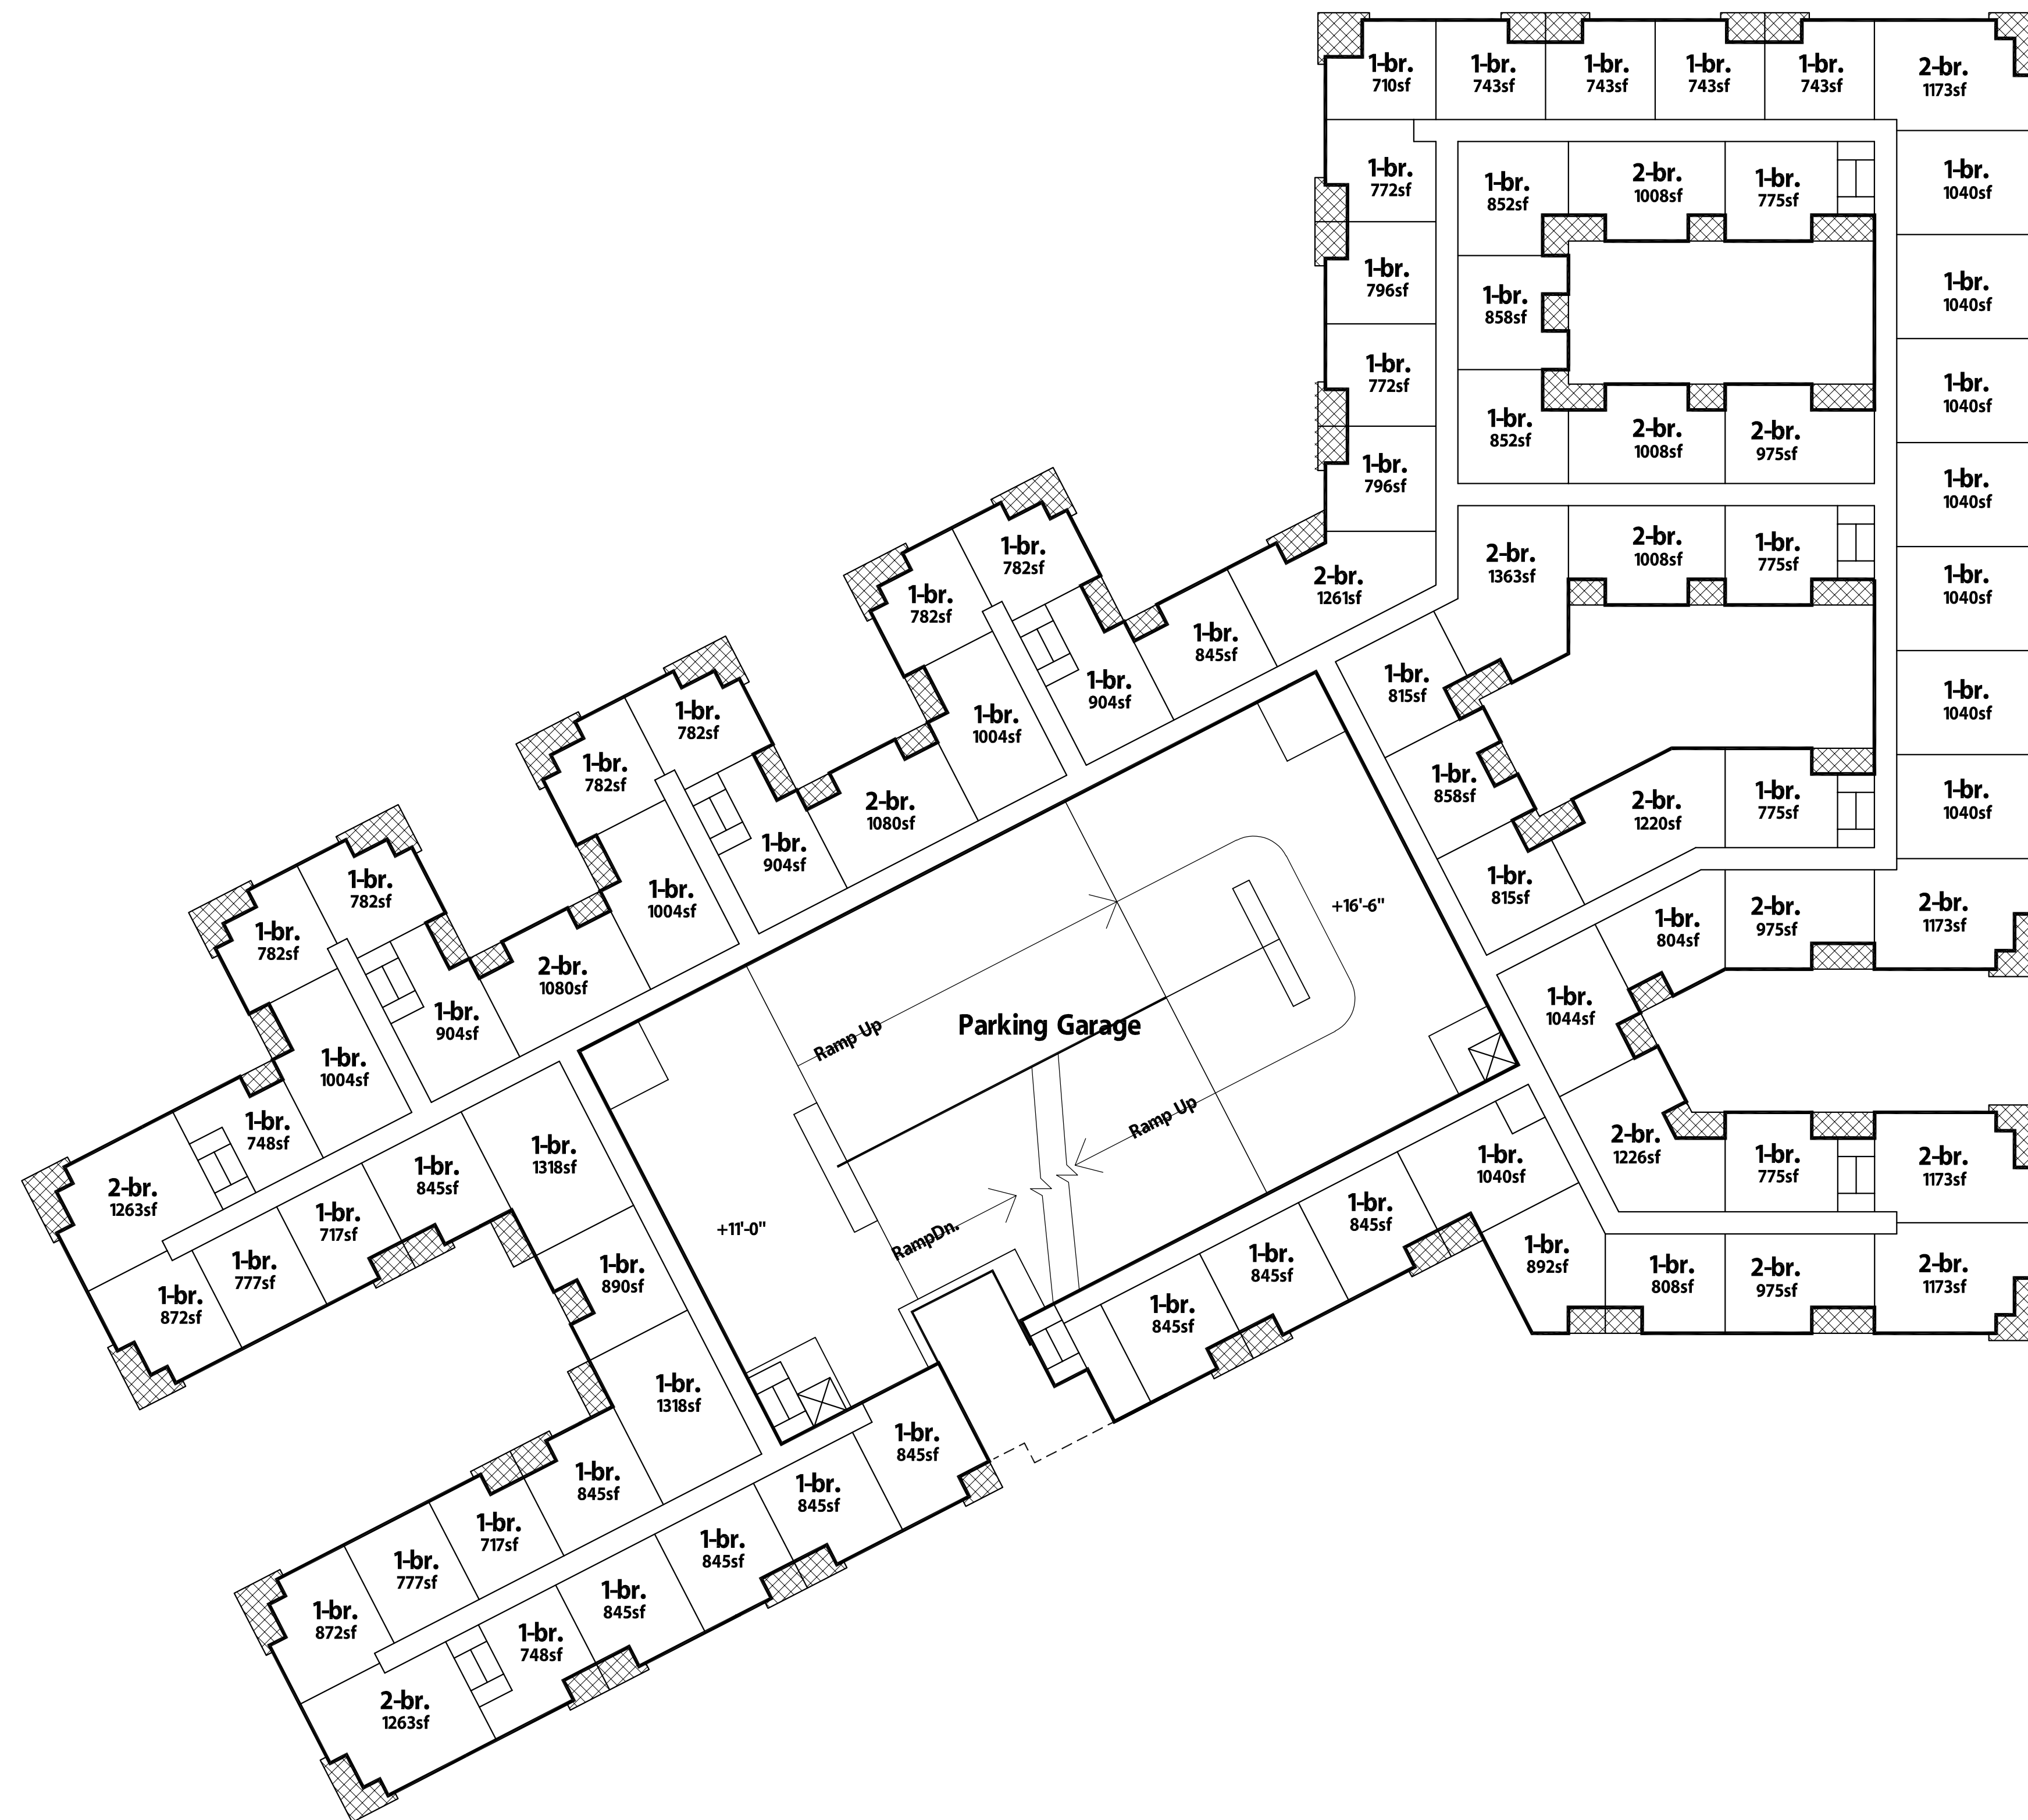 1-br.
710sf
1-br.
743sf
1-br.
743sf
1-br.
743sf
1-br.
743sf
2-br.
1173sf
1-br.
772sf
1-br.
852sf
2-br.
1008sf
1-br.
775sf
1-br.
1040sf
1-br.
796sf
1-br.
858sf
1-br.
1040sf
1-br.
772sf
1-br.
852sf
2-br.
1008sf
2-br.
975sf
1-br.
1040sf
1-br.
796sf
1-br.
1040sf
1-br.
782sf
1-br.
782sf
2-br.
1261sf
2-br.
1363sf
2-br.
1008sf
1-br.
775sf
1-br.
1040sf
1-br.
845sf
1-br.
904sf
1-br.
1004sf
1-br.
815sf
1-br.
1040sf
1-br.
782sf
1-br.
782sf
2-br.
1080sf
1-br.
858sf
2-br.
1220sf
1-br.
775sf
1-br.
1040sf
1-br.
904sf
1-br.
1004sf
1-br.
815sf
1-br.
782sf
1-br.
782sf
2-br.
1080sf
+16'-6"
1-br.
804sf
2-br.
975sf
2-br.
1173sf
1-br.
904sf
1-br.
1004sf
Ramp Up
Parking Garage
1-br.
1044sf
1-br.
748sf
2-br.
1263sf
1-br.
845sf
1-br.
1318sf
Ramp Up
1-br.
1040sf
2-br.
1226sf
1-br.
775sf
2-br.
1173sf
1-br.
717sf
1-br.
777sf
1-br.
872sf
1-br.
890sf
+11'-0"
RampDn.
1-br.
845sf
1-br.
845sf
1-br.
845sf
1-br.
892sf
1-br.
808sf
2-br.
975sf
2-br.
1173sf
1-br.
1318sf
1-br.
845sf
1-br.
845sf
1-br.
845sf
1-br.
717sf
1-br.
845sf
1-br.
777sf
1-br.
845sf
1-br.
872sf
1-br.
748sf
2-br.
1263sf